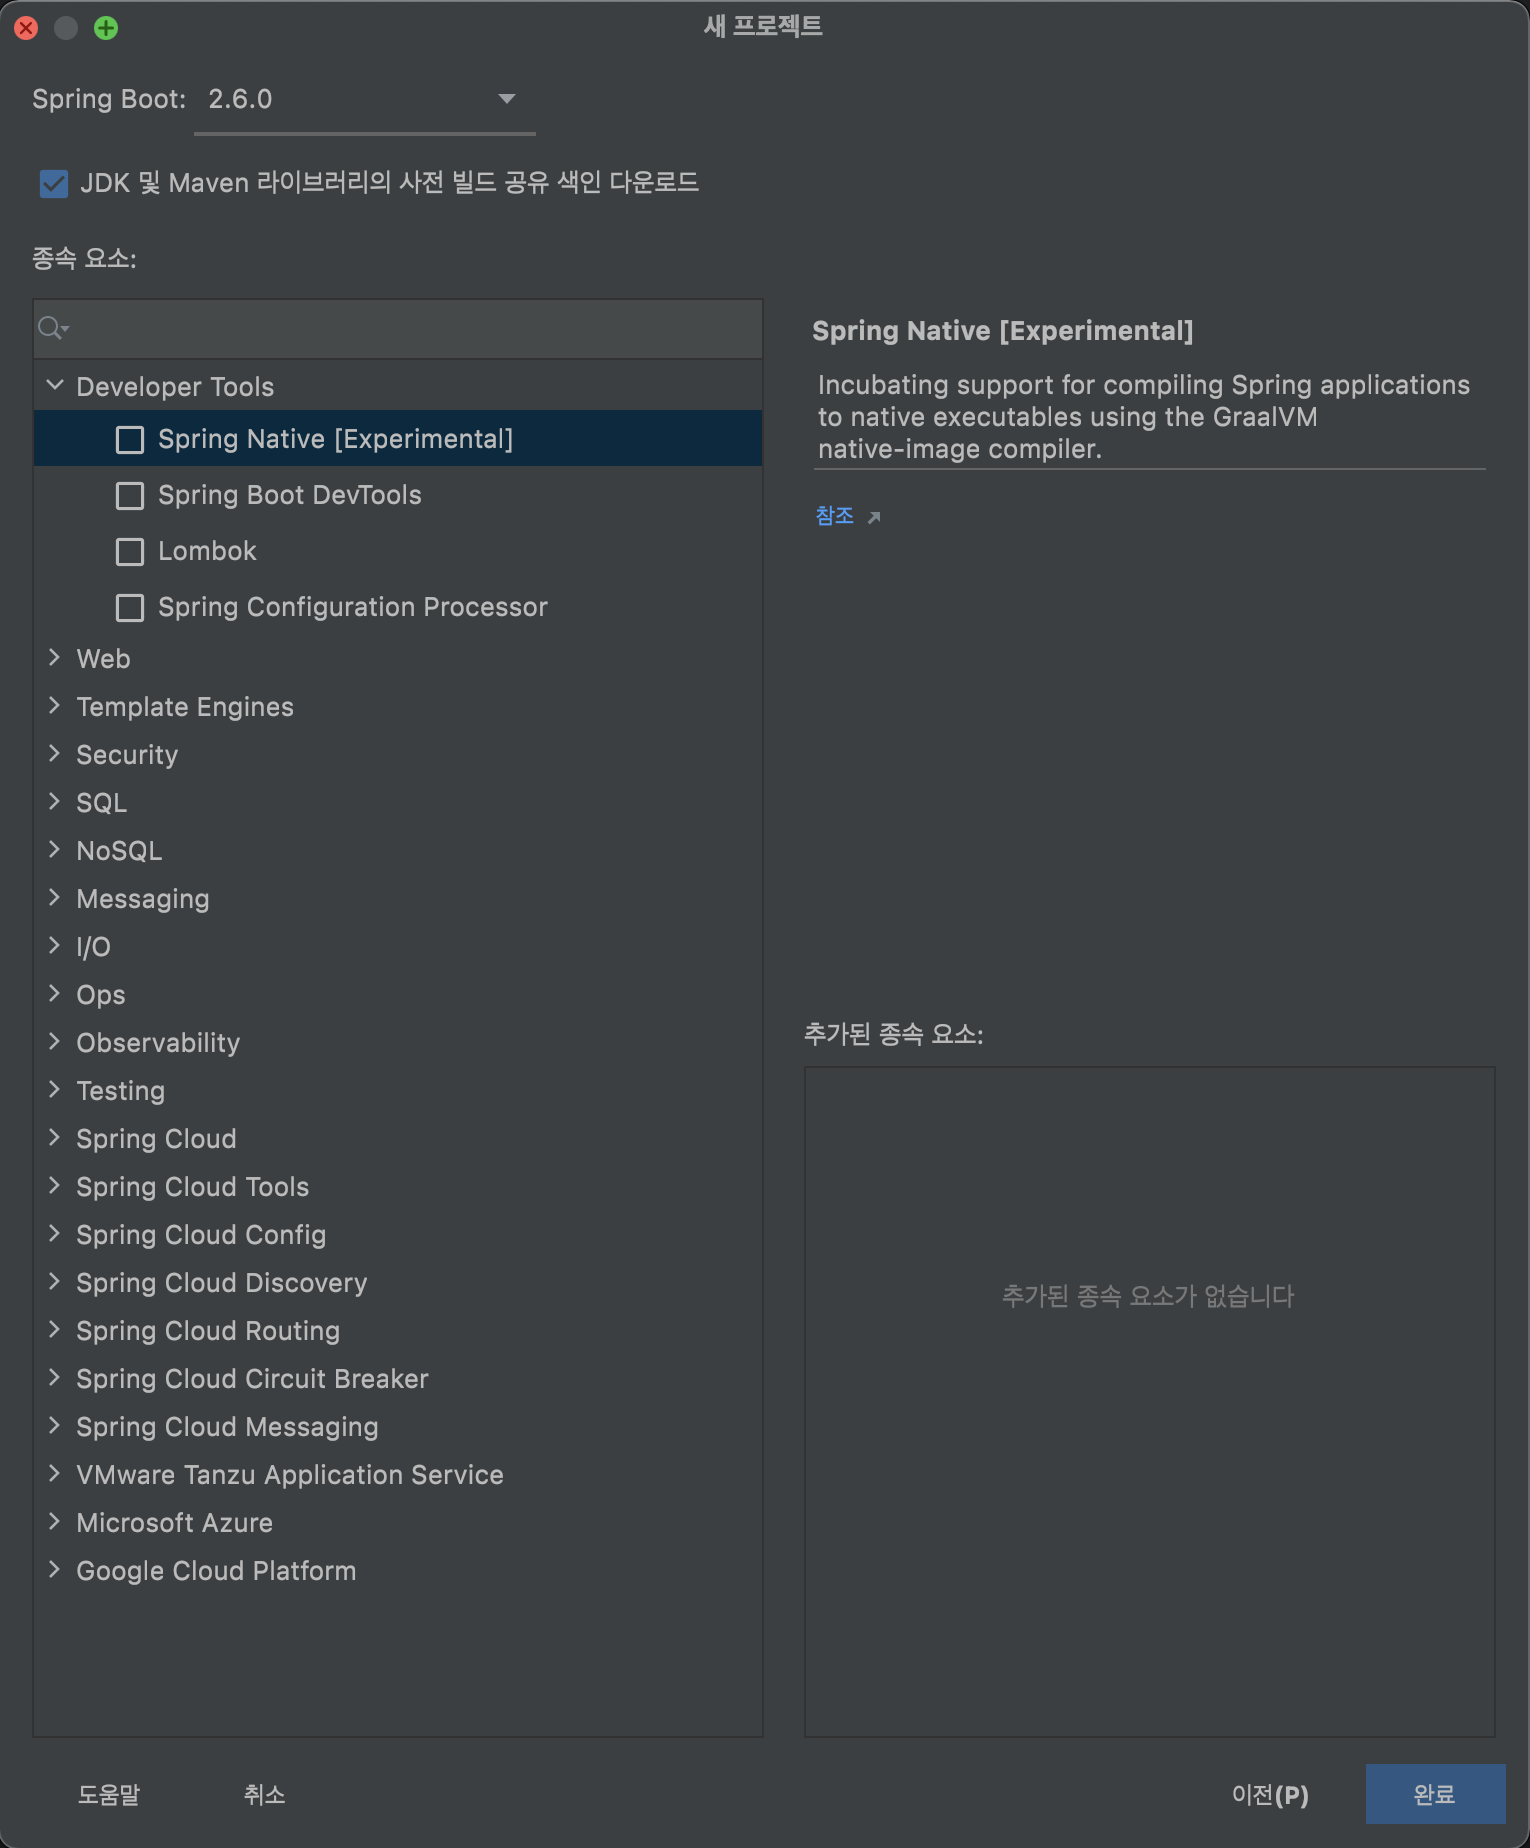 새 프로젝트
Spring Boot: 2.6.0
JDK 및 Maven 라이브러리의 사전 빌드 공유 색인 다운로드
종속 요소:
Developer Tools
Spring Native [Experimental]
Spring Boot DevTools
Lombok
Spring Configuration Processor
Web
Template Engines
Security
SQL
NoSQL
Messaging
I/O
Ops
Observability
Testing
Spring Cloud
Spring Cloud Tools
Spring Cloud Config
Spring Cloud Discovery
Spring Cloud Routing
Spring Cloud Circuit Breaker
Spring Cloud Messaging
VMware Tanzu Application Service
Microsoft Azure
Google Cloud Platform
Spring Native [Experimental]
Incubating support for compiling Spring applications
to native executables using the GraalVM
native-image compiler.
참조
추가된 종속 요소:
추가된 종속 요소가 없습니다
도움말 취소 이전(P) 완료